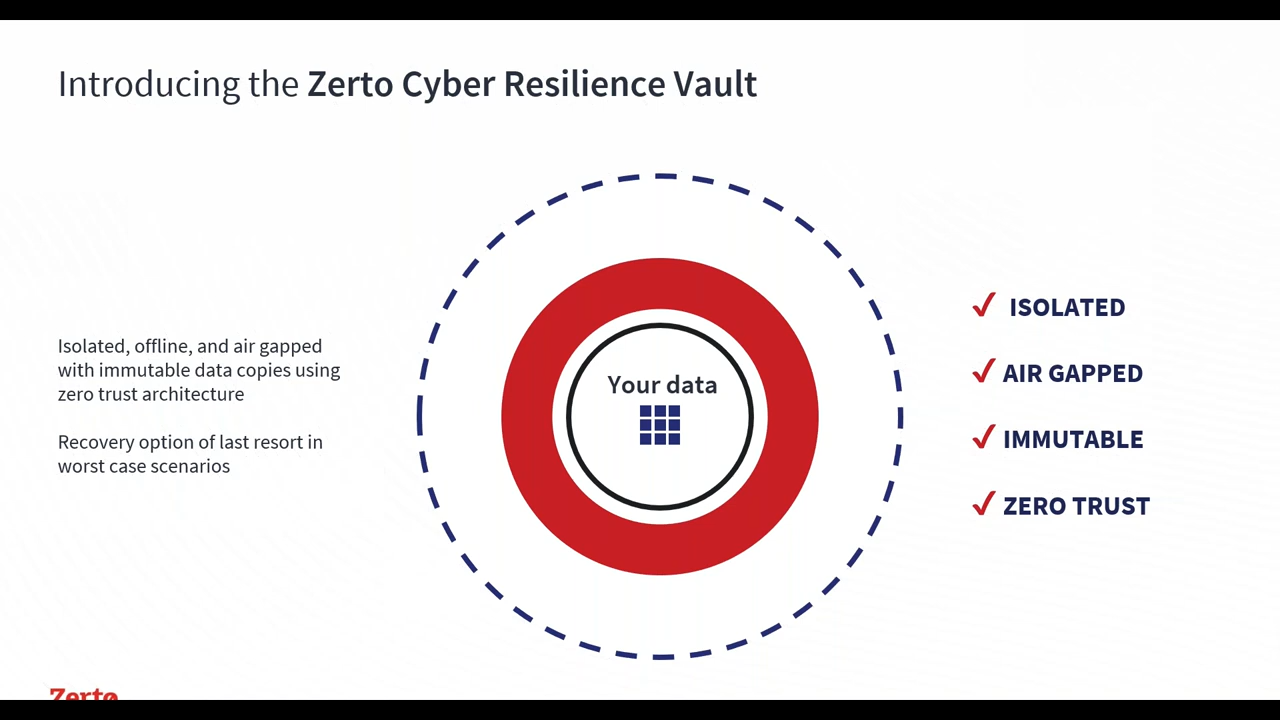 Introducing the Zerto Cyber Resilience Vault
Isolated, offline, and air gapped
with immutable data copies using
zero trust architecture
Recovery option of last resort in
worst case scenarios
Your data
ISOLATED
AIR GAPPED
IMMUTABLE
ZERO TRUST
Zerto